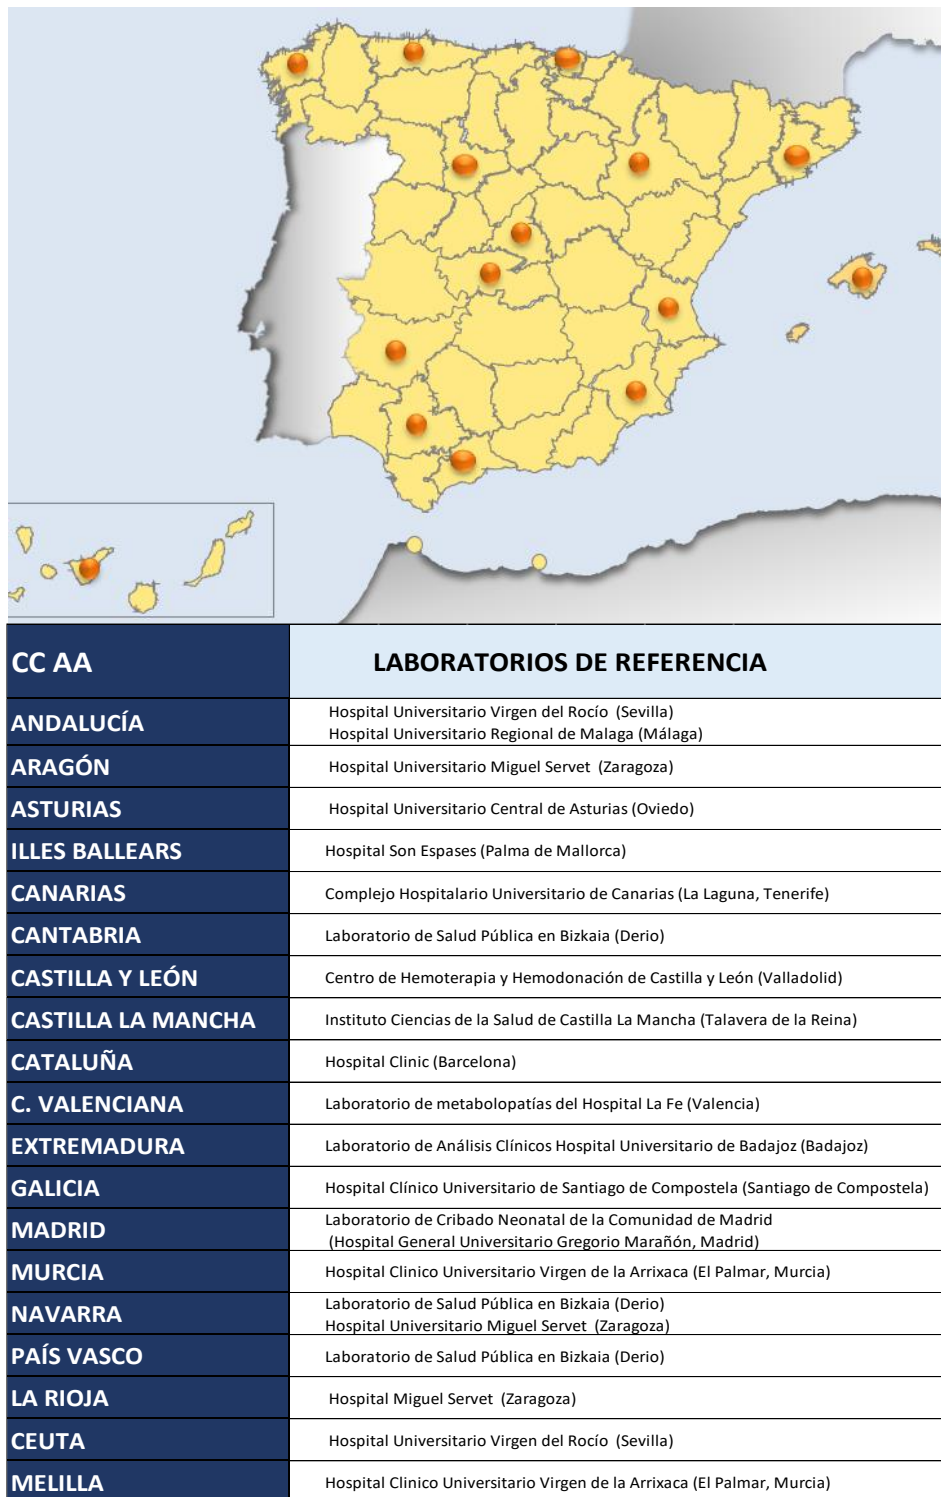 CC AA
LABORATORIOS DE REFERENCIA
ANDALUCÍA
Hospital Universitario Virgen del Rocío (Sevilla)
Hospital Universitario Regional de Malaga (Málaga)
ARAGÓN
Hospital Universitario Miguel Servet (Zaragoza)
ASTURIAS
Hospital Universitario Central de Asturias (Oviedo)
ILLES BALLEARS
Hospital Son Espases (Palma de Mallorca)
CANARIAS
Complejo Hospitalario Universitario de Canarias (La Laguna, Tenerife)
CANTABRIA
Laboratorio de Salud Pública en Bizkaia (Derio)
CASTILLA Y LEÓN
Centro de Hemoterapia y Hemodonación de Castilla y León (Valladolid)
CASTILLA LA MANCHA
Instituto Ciencias de la Salud de Castilla La Mancha (Talavera de la Reina)
CATALUÑA
Hospital Clinic (Barcelona)
C. VALENCIANA
Laboratorio de metabolopatías del Hospital La Fe (Valencia)
EXTREMADURA
Laboratorio de Análisis Clínicos Hospital Universitario de Badajoz (Badajoz)
GALICIA
Hospital Clínico Universitario de Santiago de Compostela (Santiago de Compostela)
MADRID
Laboratorio de Cribado Neonatal de la Comunidad de Madrid
(Hospital General Universitario Gregorio Marañón, Madrid)
MURCIA
Hospital Clinico Universitario Virgen de la Arrixaca (El Palmar, Murcia)
NAVARRA
Laboratorio de Salud Pública en Bizkaia (Derio)
Hospital Universitario Miguel Servet (Zaragoza)
PAÍS VASCO
Laboratorio de Salud Pública en Bizkaia (Derio)
LA RIOJA
Hospital Miguel Servet (Zaragoza)
CEUTA
Hospital Universitario Virgen del Rocío (Sevilla)
MELILLA
Hospital Clinico Universitario Virgen de la Arrixaca (El Palmar, Murcia)